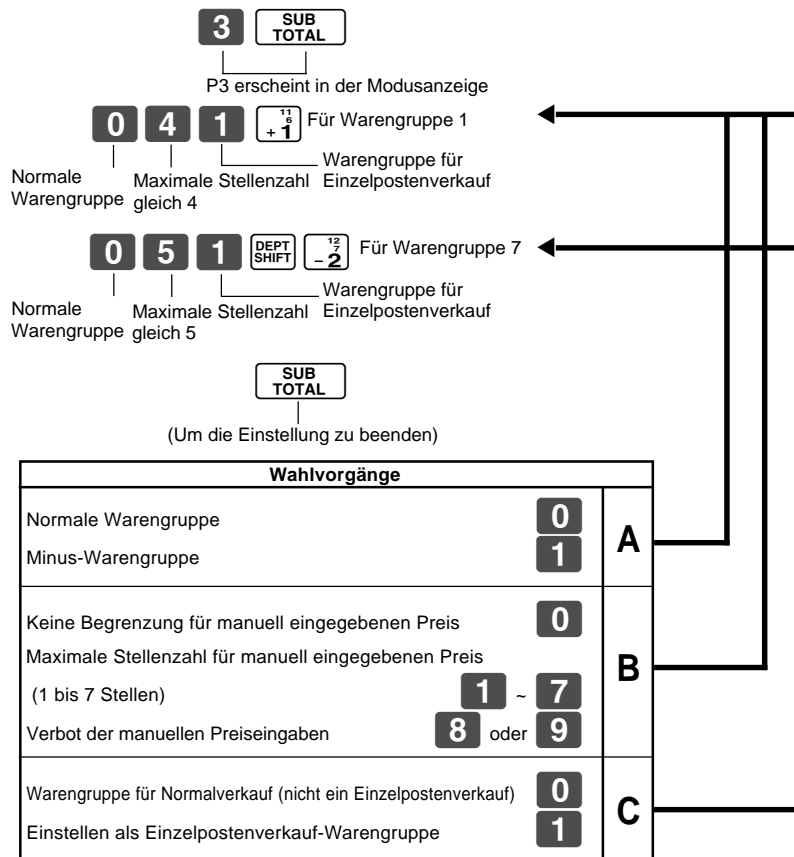 3 SUB TOTAL
P3 erscheint in der Modusanzeige
0 4 1 11 6 +1 Für Warengruppe 1
Normale Warengruppe
Maximale Stellenzahl gleich 4
Warengruppe für Einzelpostenverkauf
0 5 1 DEPT SHIFT 12 7 -2 Für Warengruppe 7
Normale Warengruppe
Maximale Stellenzahl gleich 5
Warengruppe für Einzelpostenverkauf
SUB TOTAL
(Um die Einstellung zu beenden)
Wahlvorgänge
Normale Warengruppe 0
Minus-Warengruppe 1
A
Keine Begrenzung für manuell eingegebenen Preis 0
Maximale Stellenzahl für manuell eingegebenen Preis
(1 bis 7 Stellen) 1 ~ 7
Verbot der manuellen Preiseingaben 8 oder 9
B
Warengruppe für Normalverkauf (nicht ein Einzelpostenverkauf) 0
Einstellen als Einzelpostenverkauf-Warengruppe 1
C